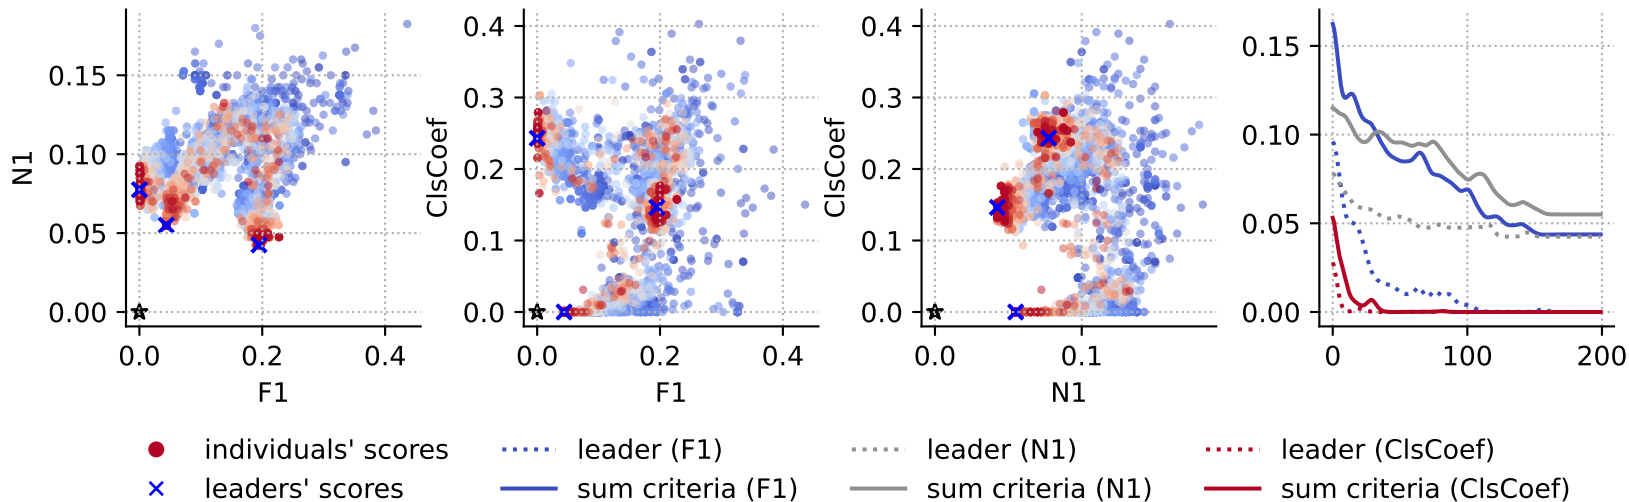 N1
0.15
0.10
0.05
0.00
0.0 0.2 0.4
F1
ClsCoef
0.4
0.3
0.2
0.1
0.0
0.0 0.2 0.4
F1
ClsCoef
0.4
0.3
0.2
0.1
0.0
0.0 0.1
N1
0.15
0.10
0.05
0.00
0 100 200
individuals' scores leader (F1) leader (N1) leader (ClsCoef)
leaders' scores sum criteria (F1) sum criteria (N1) sum criteria (ClsCoef)